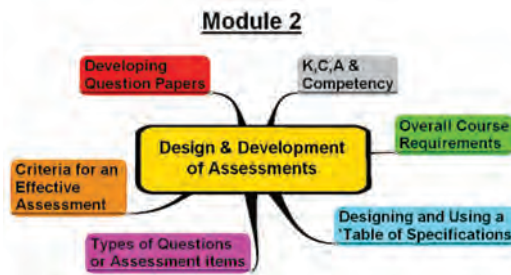 Module 2
Developing
Question Papers
K,C,A &
Competency
Design & Development
of Assessments
Overall Course
Requirements
Criteria for an
Effective
Assessment
Designing and Using a
'Table of Specifications
Types of Questions
or Assessment items